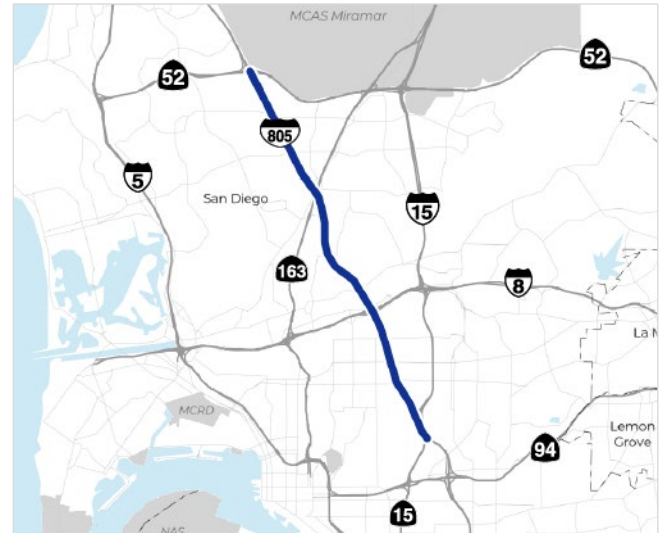 MCAS Miramar
52
52
805
5
San Diego
15
163
8
La M
MCRD
Lemon
Grove
94
15
NAS